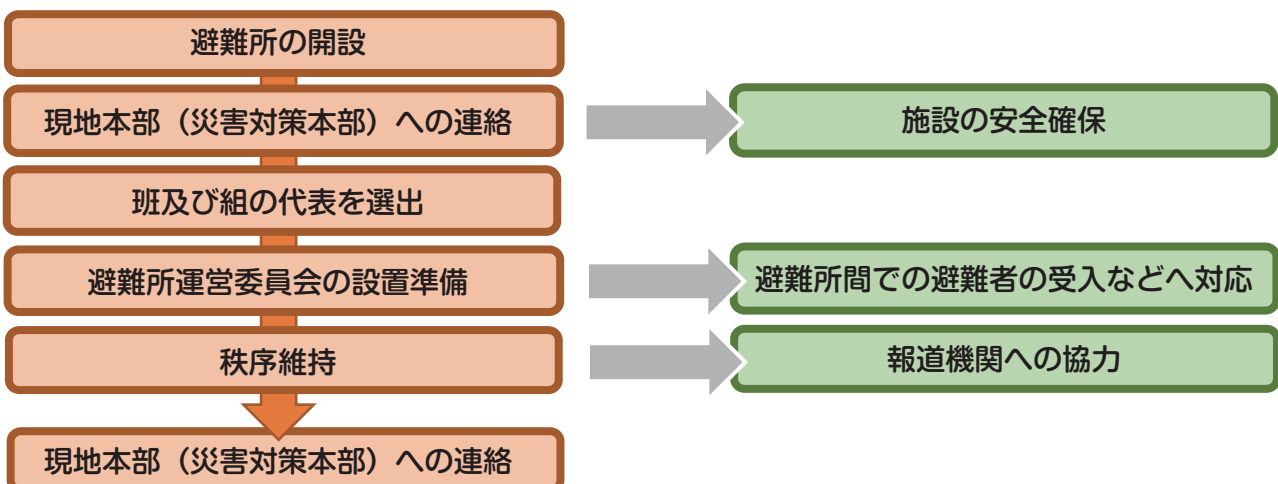 避難所の開設
現地本部（災害対策本部）への連絡
施設の安全確保
班及び組の代表を選出
避難所運営委員会の設置準備
避難所間での避難者の受入などへ対応
秩序維持
報道機関への協力
現地本部（災害対策本部）への連絡